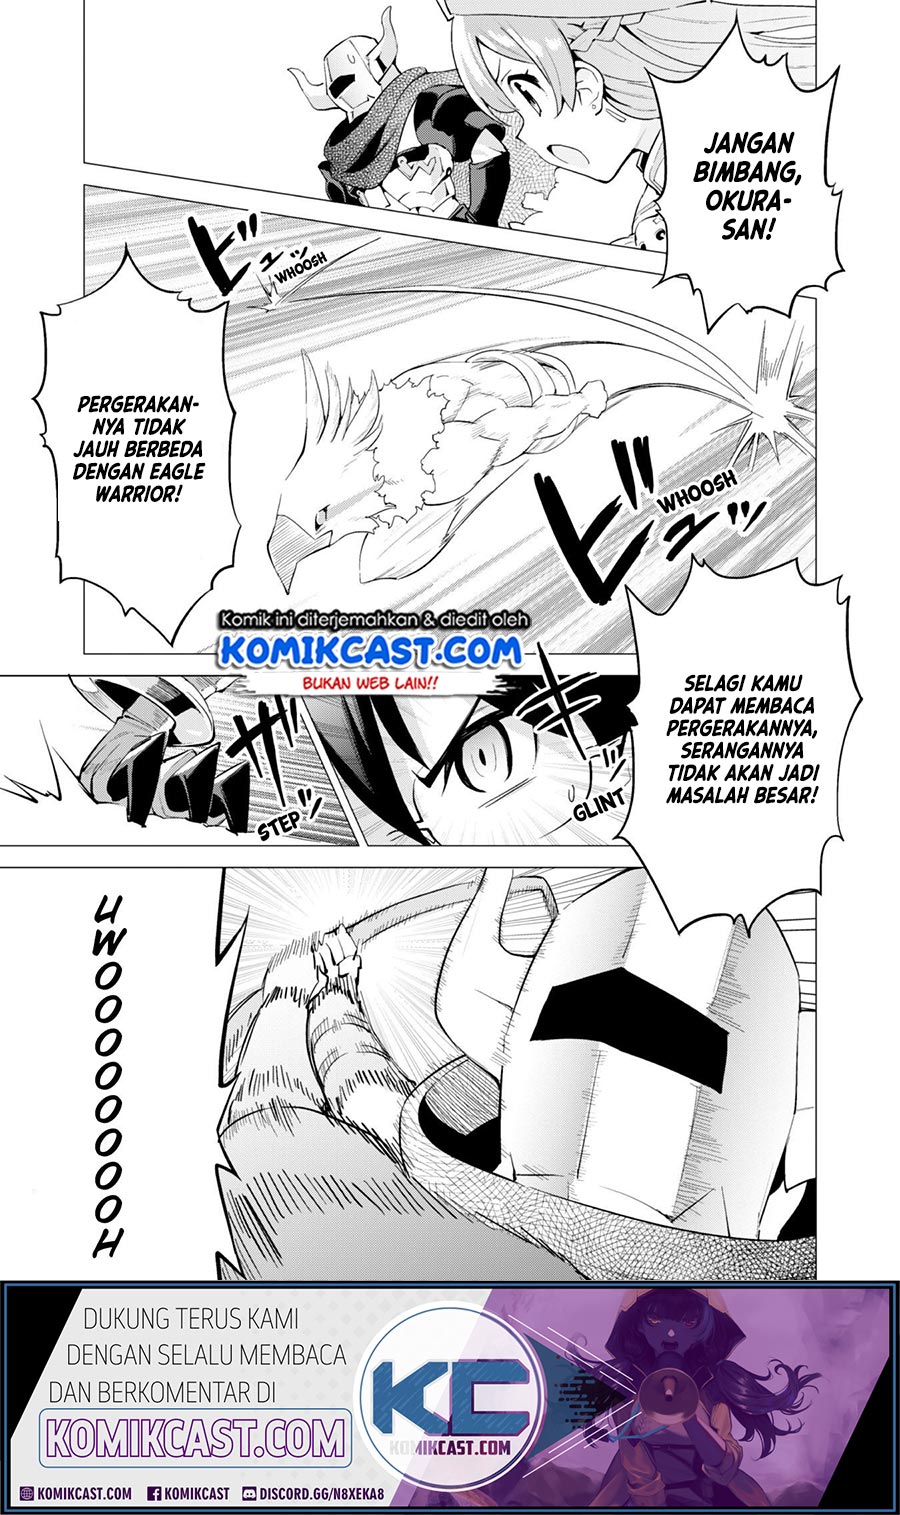 JANGAN
BIMBANG,
OKURA-
SAN!
ビュッ
WHOOSH
PERGERAKAN-
NYA TIDAK
JAUH BERBEDA
DENGAN EAGLE
WARRIOR!
ビュッ
WHOOSH
Komik ini diterjemahkan & diedit oleh
KOMIKCAST.COM
BUKAN WEB LAIN!!
SELAGI KAMU
DAPAT MEMBACA
PERGERAKANNYA,
SERANGANNYA
TIDAK AKAN JADI
MASALAH BESAR!
GLINT
STEP
UWOOOOOOOOH
DUKUNG TERUS KAMI
DENGAN SELALU MEMBACA
DAN BERKOMENTAR DI
KOMIKCAST.COM
KC
KOMIKCAST.COM
KOMIKCAST.COM KOMIKCAST DISCORD.GG/N8XEKA8